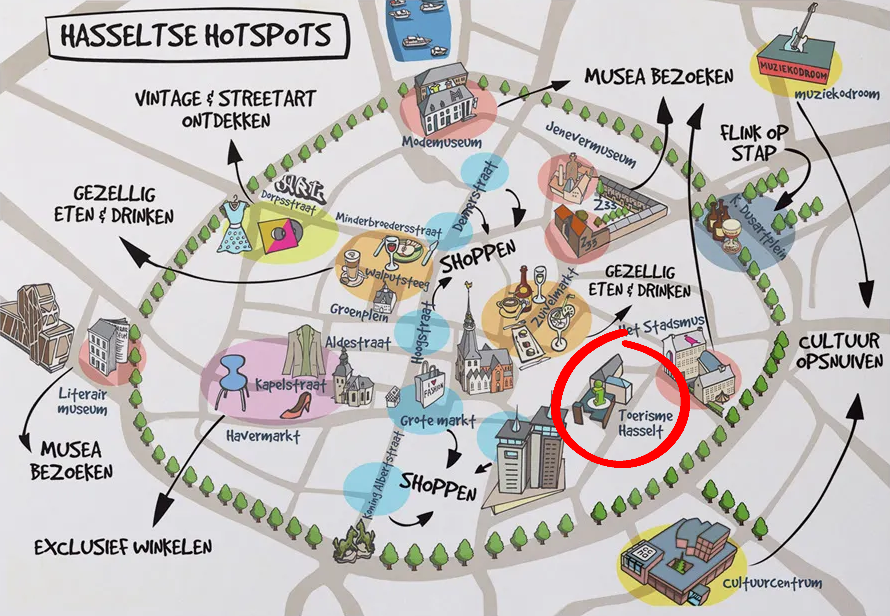 HASSELTSE HOTSPOTS
MUSEA BEZOEKEN
MUZIEKODROOM
muziekodroom
VINTAGE & STREETART
ONTDEKKEN
Modemuseum
Jenevermuseum
FLINK OP
STAP
ART
Dorpsstraat
GEZELLIG
ETEN & DRINKEN
Minderbroedersstraat
Demerstraat
233
233
K. Dusartplein
SHOPPEN
Walputsteeg
Groenplein
Zuivelmarkt
GEZELLIG
ETEN & DRINKEN
Hoogstraat
Het Stadsmus
Aldestraat
CULTUUR
OPSNUIVEN
Kapelstraat
I ♥
FASHION
Literair
museum
Havermarkt
Grote markt
Toerisme
Hasselt
MUSEA
BEZOEKEN
Koning Albertstraat
SHOPPEN
EXCLUSIEF WINKELEN
Cultuurcentrum